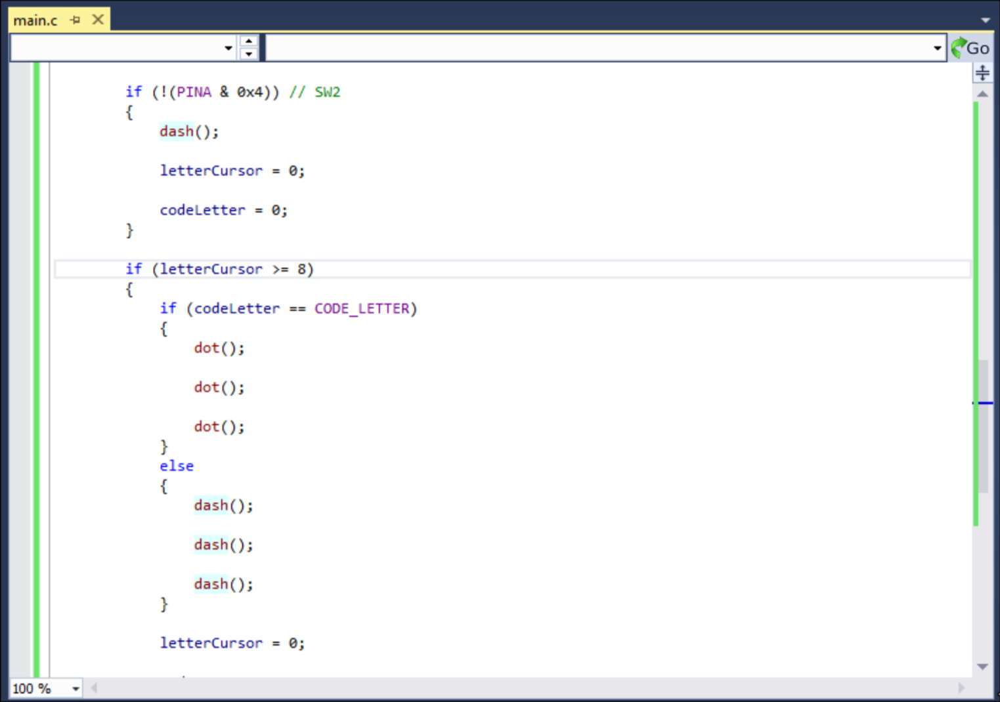 main.c
Go
if (!(PINA & 0x4)) // SW2
{
dash();
letterCursor = 0;
codeLetter = 0;
}
if (letterCursor >= 8)
{
if (codeLetter == CODE_LETTER)
{
dot();
dot();
dot();
}
else
{
dash();
dash();
dash();
}
letterCursor = 0;
100 %